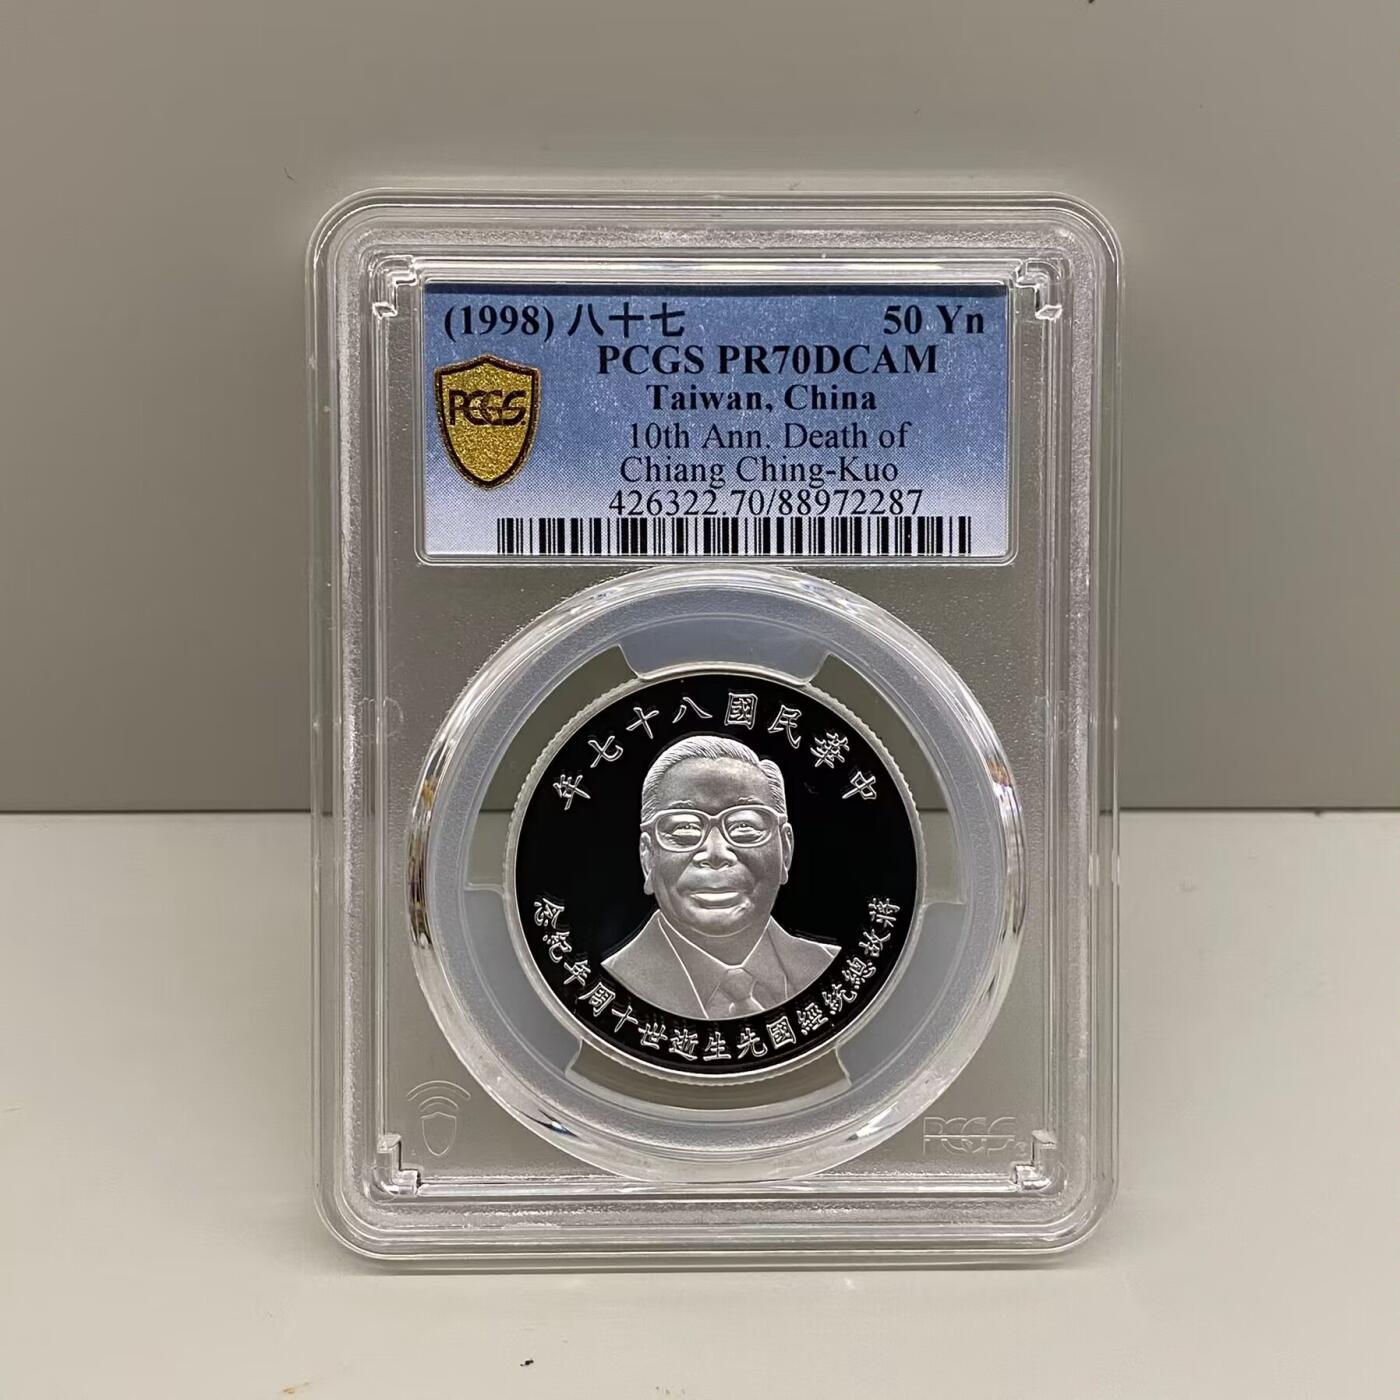 (1998) 八十七 50 Yn
PCGS PR70DCAM
Taiwan, China
10th Ann. Death of
Chiang Ching-Kuo
426322.70/88972287
PCGS
中華民國八十七年
蔣故總統經國先生逝世十周年紀念
PCGS